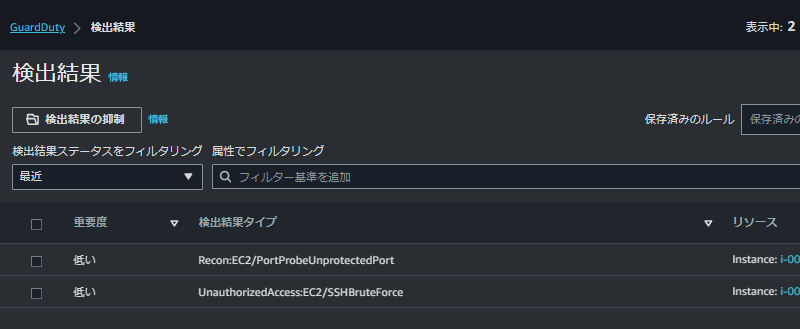 GuardDuty > 検出結果 表示中: 2
検出結果 情報
検出結果の抑制 情報 保存済みのルール 保存済みの
検出結果ステータスをフィルタリング 属性でフィルタリング
最近 フィルター基準を追加
重要度 検出結果タイプ リソース
低い Recon:EC2/PortProbeUnprotectedPort Instance: i-00
低い UnauthorizedAccess:EC2/SSHBruteForce Instance: i-00